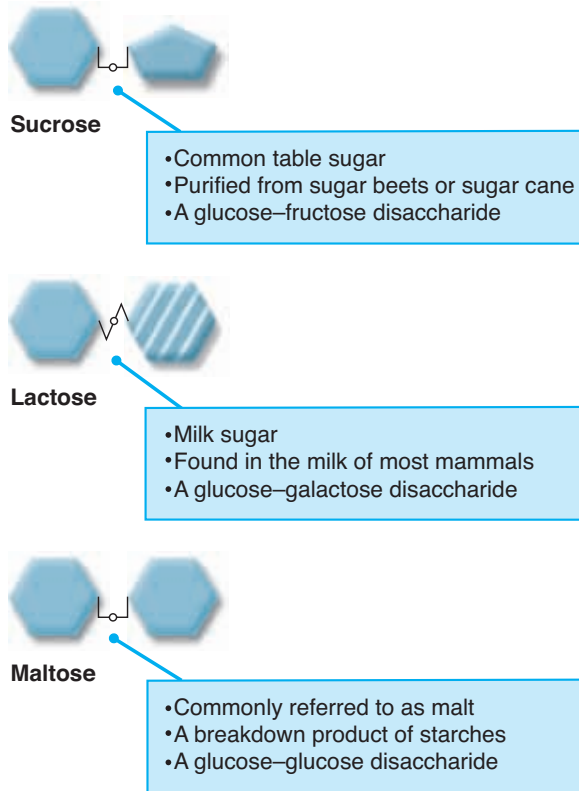 Sucrose
•Common table sugar
•Purified from sugar beets or sugar cane
•A glucose–fructose disaccharide
Lactose
•Milk sugar
•Found in the milk of most mammals
•A glucose–galactose disaccharide
Maltose
•Commonly referred to as malt
•A breakdown product of starches
•A glucose–glucose disaccharide